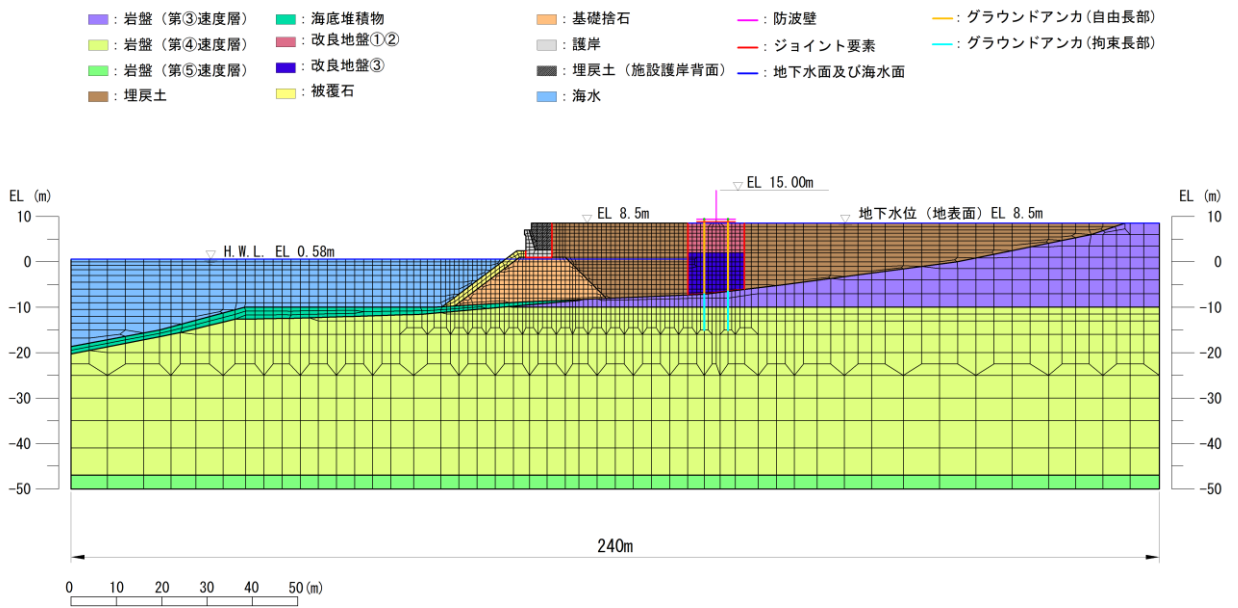 ：岩盤（第③速度層）
：岩盤（第④速度層）
：岩盤（第⑤速度層）
：埋戻土
：海底堆積物
：改良地盤①②
：改良地盤③
：被覆石
：基礎捨石
：護岸
：埋戻土（施設護岸背面）
：海水
：防波壁
：ジョイント要素
：地下水面及び海水面
：グラウンドアンカ(自由長部)
：グラウンドアンカ(拘束長部)
EL (m)
10
0
-10
-20
-30
-40
-50
H.W.L. EL 0.58m
EL 8.5m
EL 15.00m
地下水位（地表面）EL 8.5m
EL (m)
10
0
-10
-20
-30
-40
-50
240m
0 10 20 30 40 50(m)